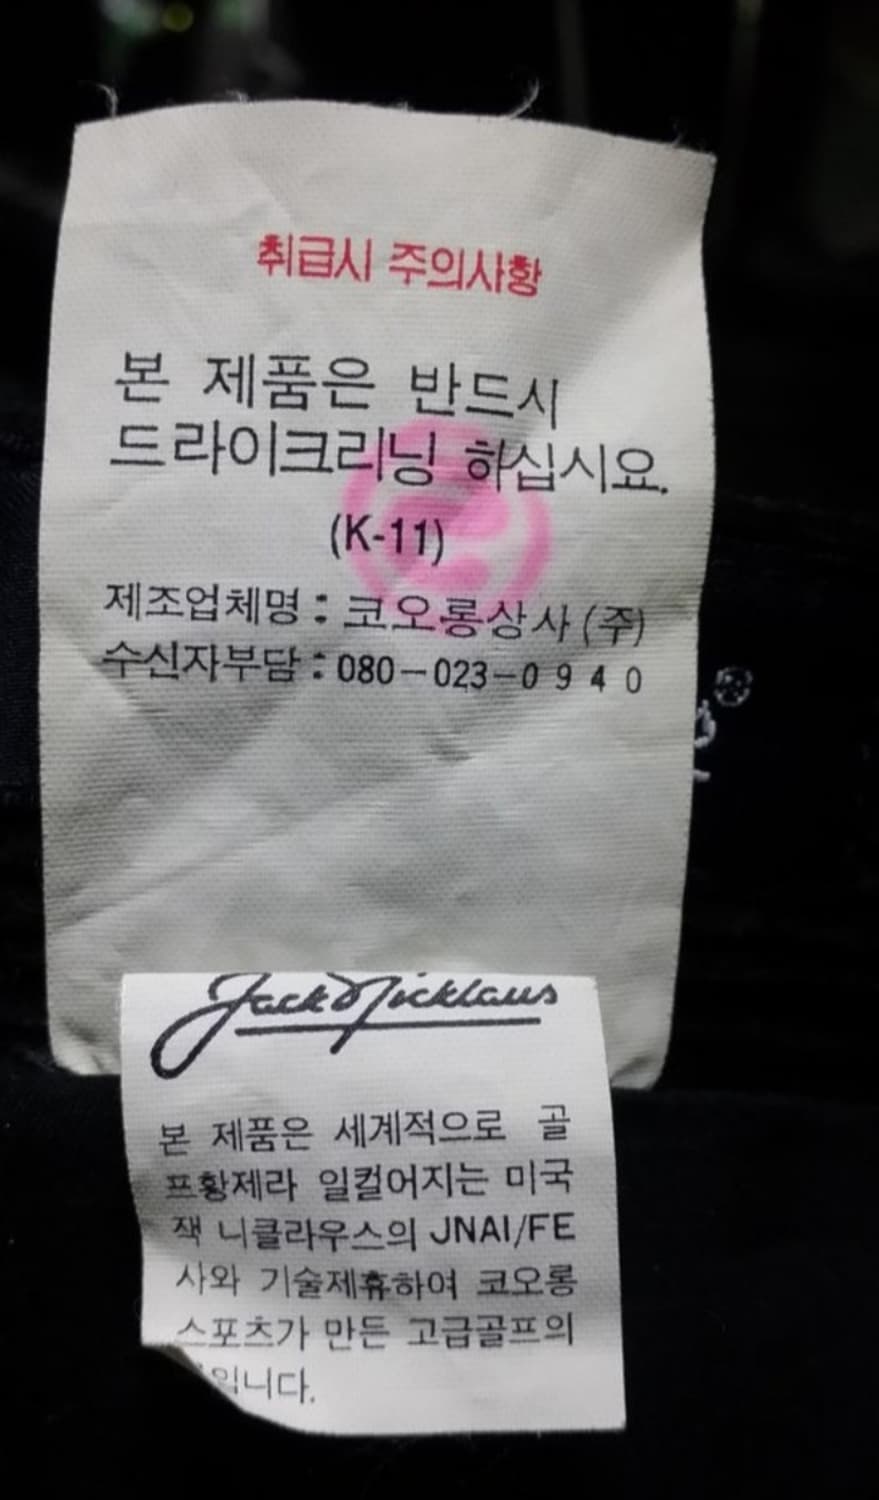 취급시 주의사항
본 제품은 반드시
드라이크리닝 하십시요.
(K-11)
제조업체명 : 코오롱상사 (주)
수신자부담 : 080-023-0940
Jack Nicklaus
본 제품은 세계적으로 골
프황제라 일컬어지는 미국
잭 니클라우스의 JNAI/FE
사와 기술제휴하여 코오롱
스포츠가 만든 고급골프의
입니다.